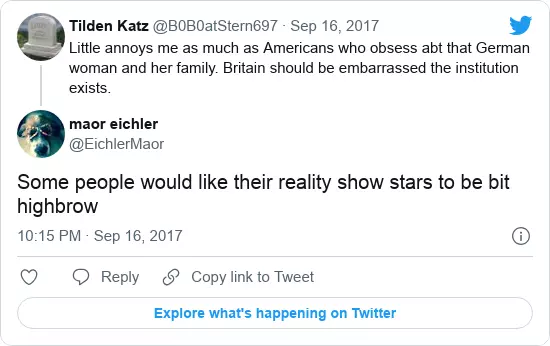 Tilden Katz @B0B0atStern697 · Sep 16, 2017
Little annoys me as much as Americans who obsess abt that German
woman and her family. Britain should be embarrassed the institution
exists.
maor eichler
@EichlerMaor
Some people would like their reality show stars to be bit
highbrow
10:15 PM · Sep 16, 2017
Reply
Copy link to Tweet
Explore what's happening on Twitter